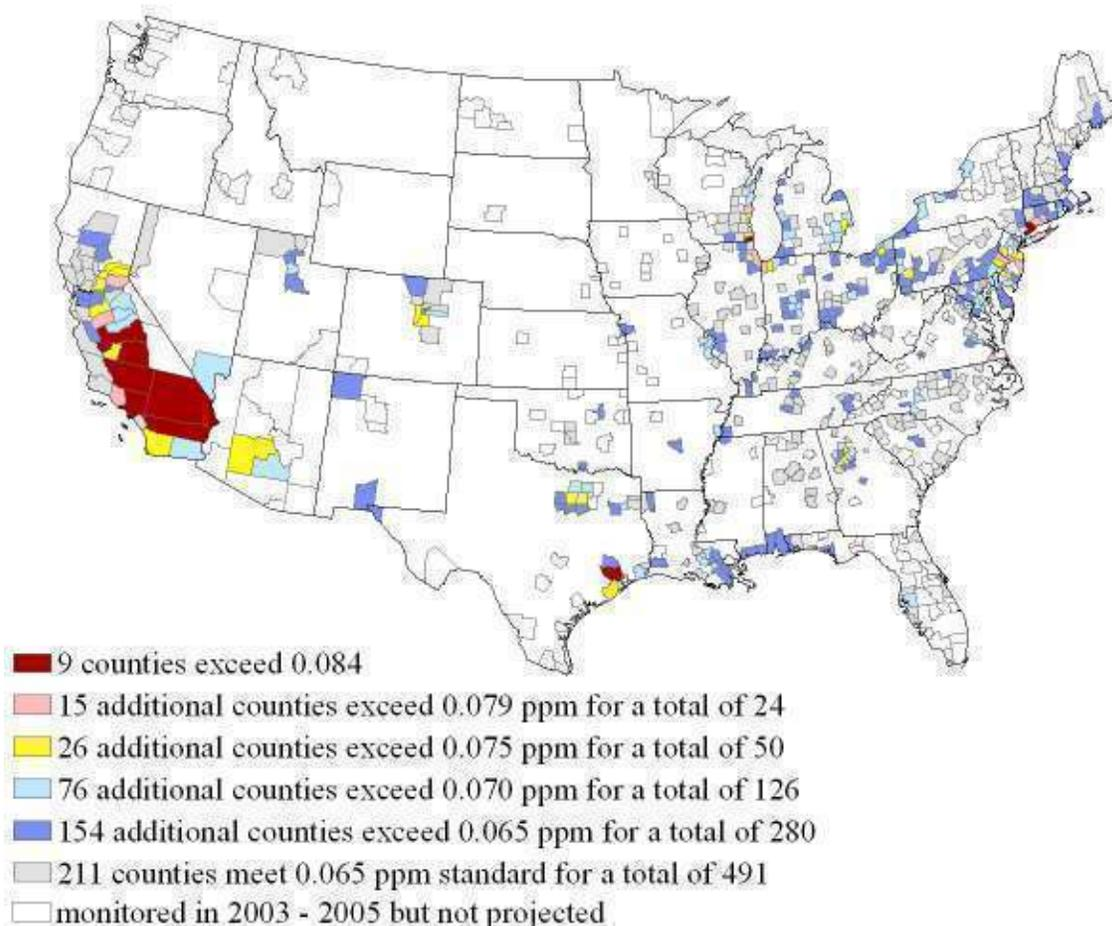 9 counties exceed 0.084
15 additional counties exceed 0.079 ppm for a total of 24
26 additional counties exceed 0.075 ppm for a total of 50
76 additional counties exceed 0.070 ppm for a total of 126
154 additional counties exceed 0.065 ppm for a total of 280
211 counties meet 0.065 ppm standard for a total of 491
monitored in 2003 - 2005 but not projected